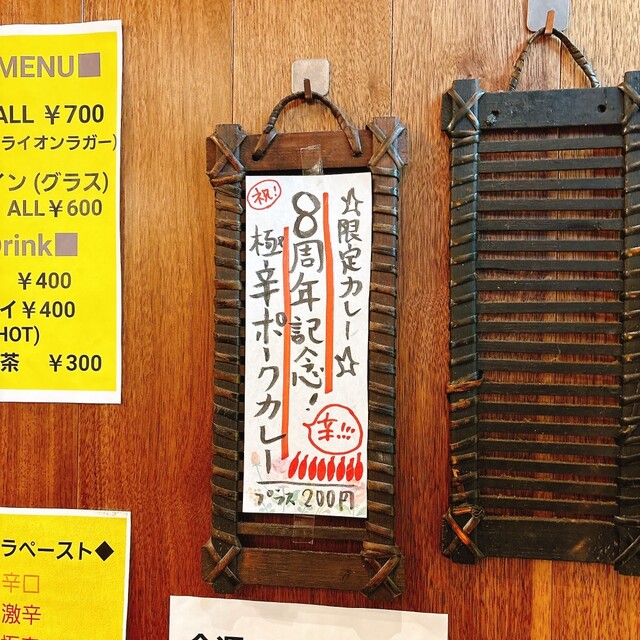 MENU■
ALL ￥700
ライオンラガー)
イン(グラス)
ALL￥600
Drink■
￥400
イ￥400
HOT)
茶 ￥300
ラペースト◆
辛口
激辛
☆限定カレー☆
8周年記念!
祝!
極辛ポークカレー
辛!!!
プラス 200円